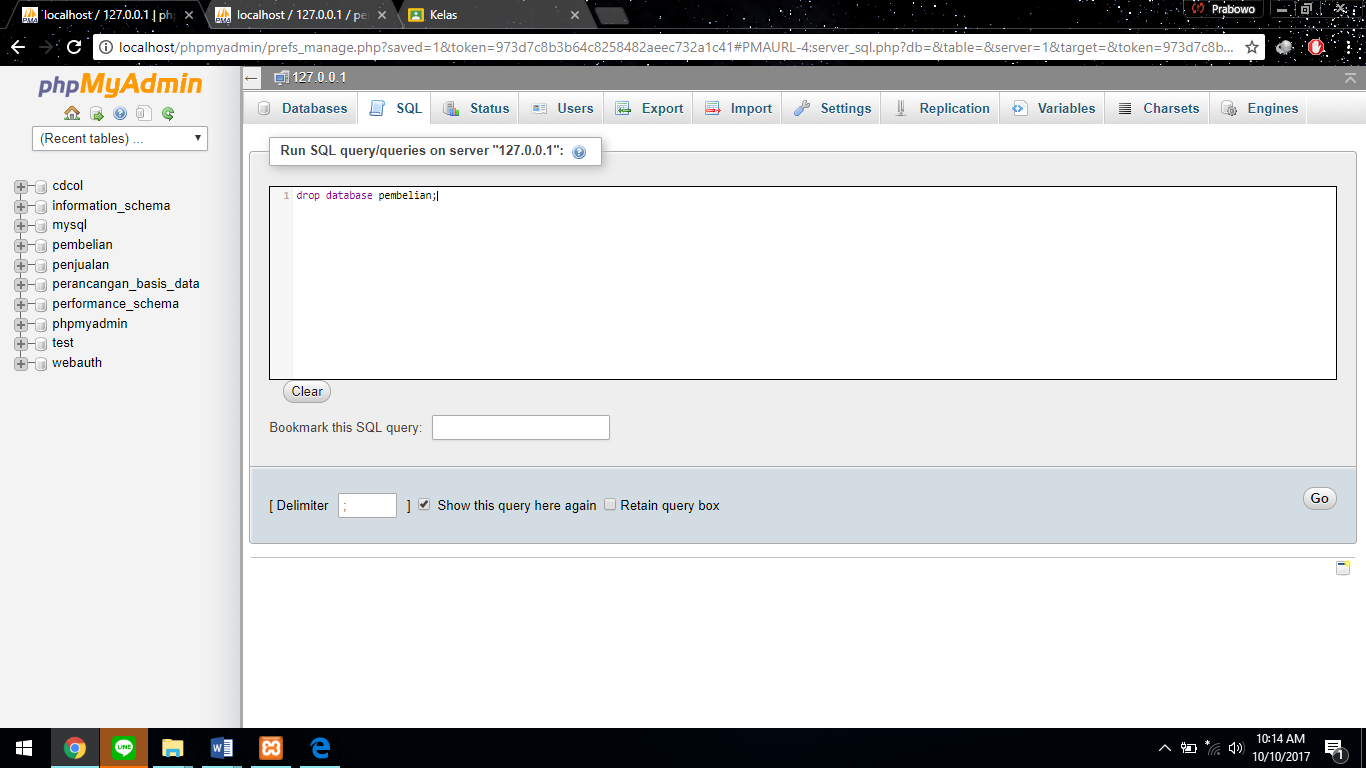 localhost / 127.0.0.1 | ph
localhost / 127.0.0.1 / pe
Kelas
Prabowo
localhost/phpmyadmin/prefs_manage.php?saved=1&token=973d7c8b3b64c8258482aeec732a1c41#PMAURL-4:server_sql.php?db=&table=&server=1&target=&token=973d7c8b...
phpMyAdmin
(Recent tables) ...
cdcol
information_schema
mysql
pembelian
penjualan
perancangan_basis_data
performance_schema
phpmyadmin
test
webauth
127.0.0.1
Databases SQL Status Users Export Import Settings Replication Variables Charsets Engines
Run SQL query/queries on server "127.0.0.1":
1 drop database pembelian;
Clear
Bookmark this SQL query:
[ Delimiter ; ] Show this query here again Retain query box
Go
LINE
10:14 AM
10/10/2017
1